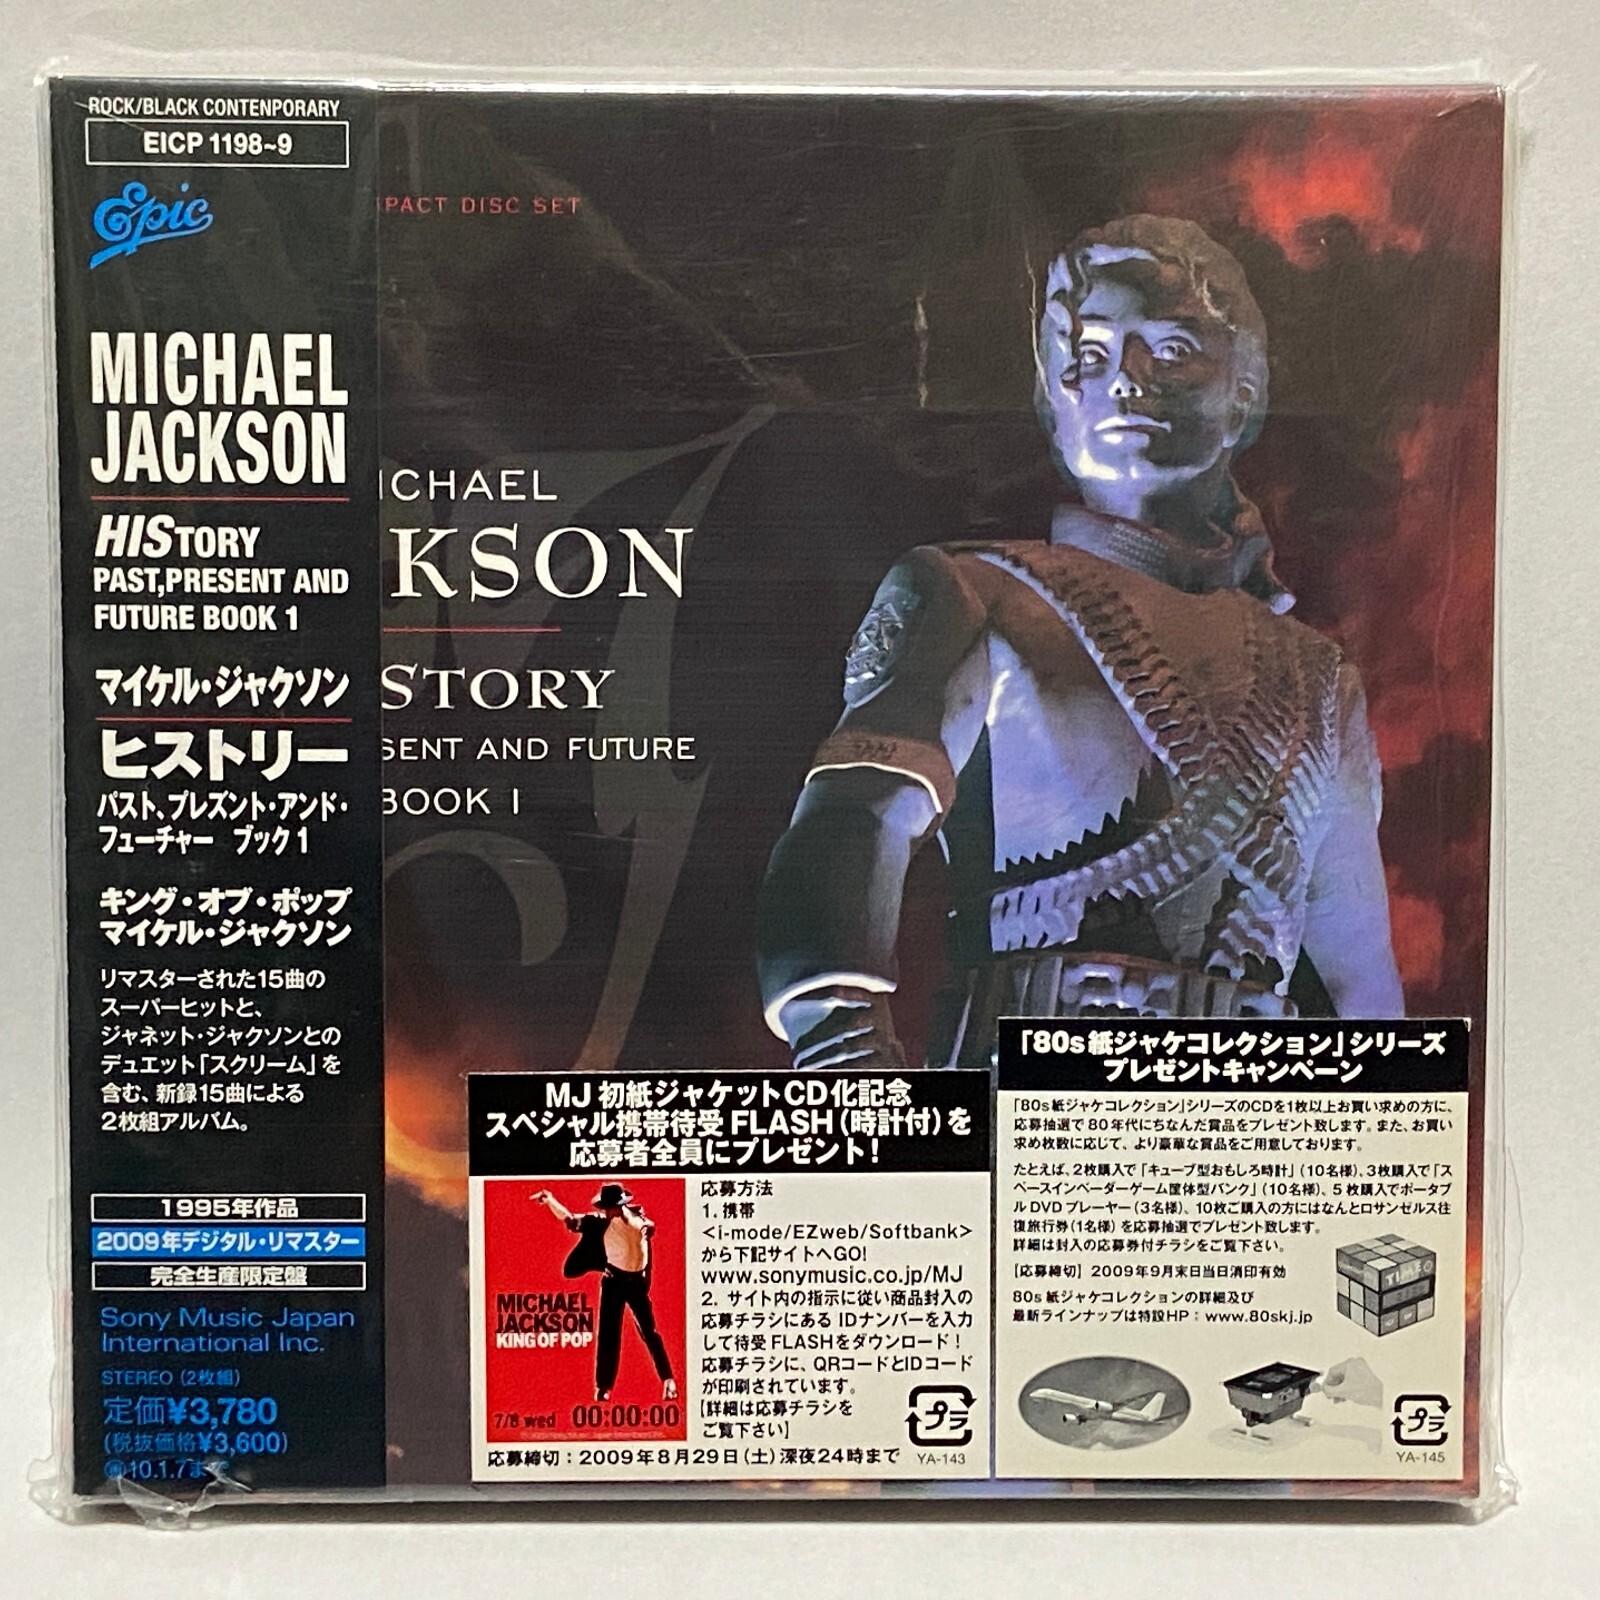 ROCK/BLACK CONTENPORARY
EICP 1198~9
Epic
MICHAEL
JACKSON
HISTORY
PAST,PRESENT AND
FUTURE BOOK 1
マイケル・ジャクソン
ヒストリー
パスト、プレズント・アンド・
フューチャー ブック1
キング・オブ・ポップ
マイケル・ジャクソン
リマスターされた15曲の
スーパーヒットと、
ジャネット・ジャクソンとの
デュエット「スクリーム」を
含む、新録15曲による
2枚組アルバム。
1995年作品
2009年デジタル・リマスター
完全生産限定盤
Sony Music Japan
International Inc.
STEREO (2枚組)
定価¥3,780
(税抜価格¥3,600)
10.1.7まで
PACT DISC SET
ICHAEL
KSON
STORY
SENT AND FUTURE
BOOK I
MJ 初紙ジャケットCD化記念
スペシャル携帯待受 FLASH(時計付)を
応募者全員にプレゼント!
MICHAEL
JACKSON
KING OF POP
7/8 wed 00:00:00
応募方法
1. 携帯
<i-mode/EZweb/Softbank>
から下記サイトへGO!
www.sonymusic.co.jp/MJ
2. サイト内の指示に従い商品封入の
応募チラシにある IDナンバーを入力
して待受 FLASHをダウンロード!
応募チラシに、QRコードとIDコード
が印刷されています。
【詳細は応募チラシを
ご覧下さい】
プラ
YA-143
応募締切:2009年8月29日(土)深夜24時まで
「80s紙ジャケコレクション」シリーズ
プレゼントキャンペーン
「80s紙ジャケコレクション」シリーズのCDを1枚以上お買い求めの方に、
応募抽選で80年代にちなんだ賞品をプレゼント致します。また、お買い
求め枚数に応じて、より豪華な賞品をご用意しております。
たとえば、2枚購入で「キューブ型おもしろ時計」(10名様)、3枚購入で「ス
ペースインベーダーゲーム筐体型バンク」(10名様)、5枚購入でポータブ
ルDVDプレーヤー(3名様)、10枚ご購入の方にはなんとロサンゼルス往
復旅行券(1名様)を応募抽選でプレゼント致します。
詳細は封入の応募券付チラシをご覧下さい。
【応募締切】2009年9月末日当日消印有効
80s紙ジャケコレクションの詳細及び
最新ラインナップは特設HP:www.80skj.jp
TIME
プラ
YA-145